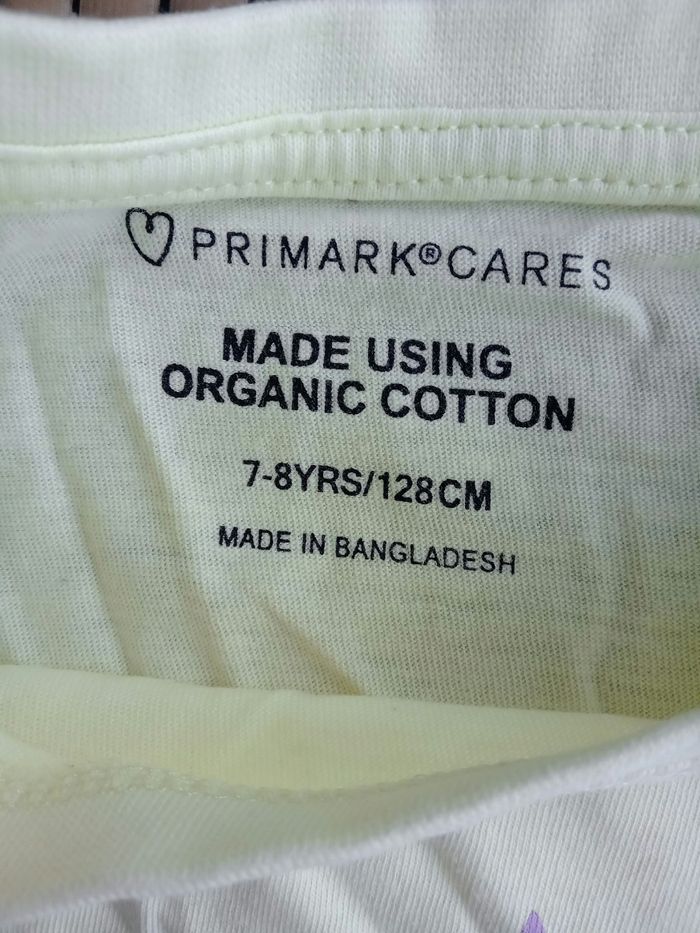 PRIMARK®CARES
MADE USING
ORGANIC COTTON
7-8YRS/128CM
MADE IN BANGLADESH